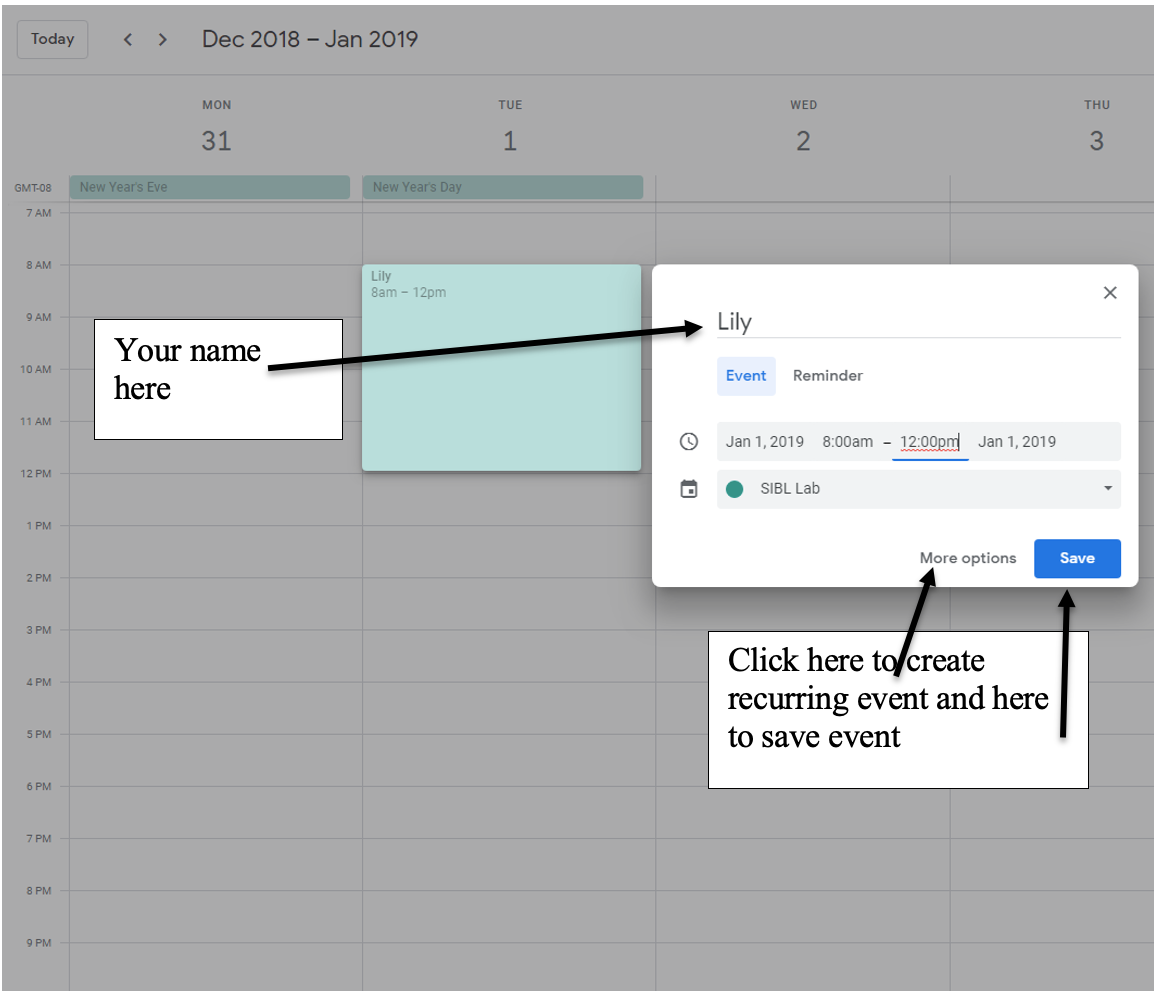 Today Dec 2018 – Jan 2019
MON TUE WED THU
31 1 2 3
GMT-08 New Year's Eve New Year's Day
7 AM
8 AM
Lily
8am – 12pm
9 AM
10 AM
11 AM
12 PM
1 PM
2 PM
3 PM
4 PM
5 PM
6 PM
7 PM
8 PM
9 PM
Your name
here
Lily
Event Reminder
Jan 1, 2019 8:00am – 12:00pm Jan 1, 2019
SIBL Lab
More options Save
Click here to create
recurring event and here
to save event